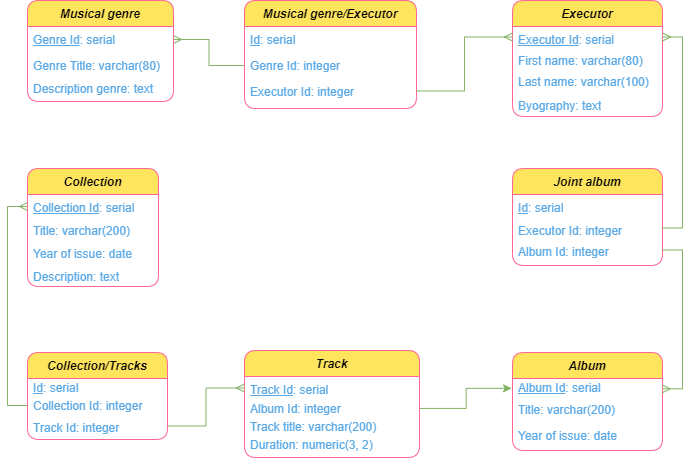 Musical genre
Genre Id: serial
Genre Title: varchar(80)
Description genre: text
Musical genre/Executor
Id: serial
Genre Id: integer
Executor Id: integer
Executor
Executor Id: serial
First name: varchar(80)
Last name: varchar(100)
Byography: text
Collection
Collection Id: serial
Title: varchar(200)
Year of issue: date
Description: text
Joint album
Id: serial
Executor Id: integer
Album Id: integer
Collection/Tracks
Id: serial
Collection Id: integer
Track Id: integer
Track
Track Id: serial
Album Id: integer
Track title: varchar(200)
Duration: numeric(3, 2)
Album
Album Id: serial
Title: varchar(200)
Year of issue: date